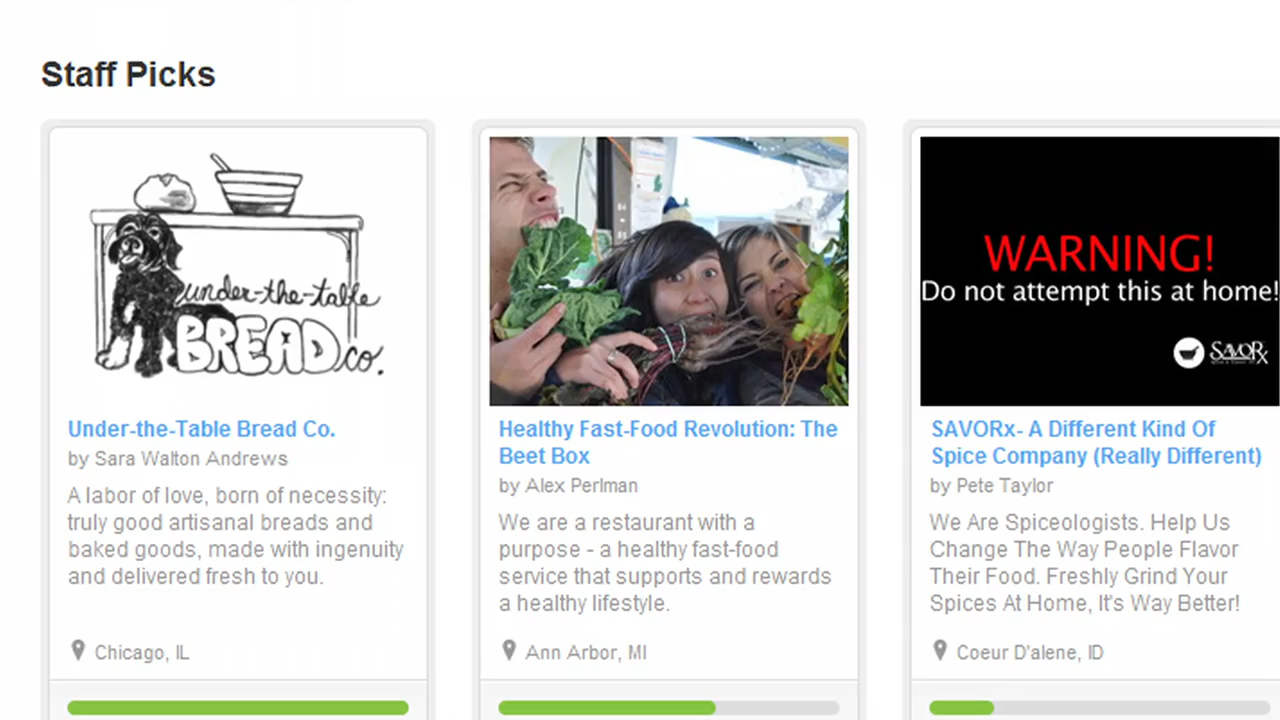 Staff Picks
under-the-table
BREAD co.
Under-the-Table Bread Co.
by Sara Walton Andrews
A labor of love, born of necessity:
truly good artisanal breads and
baked goods, made with ingenuity
and delivered fresh to you.
Chicago, IL
Healthy Fast-Food Revolution: The
Beet Box
by Alex Perlman
We are a restaurant with a
purpose - a healthy fast-food
service that supports and rewards
a healthy lifestyle.
Ann Arbor, MI
WARNING!
Do not attempt this at home!
SAVORx
SAVORx- A Different Kind Of
Spice Company (Really Different)
by Pete Taylor
We Are Spiceologists. Help Us
Change The Way People Flavor
Their Food. Freshly Grind Your
Spices At Home, It's Way Better!
Coeur D'alene, ID